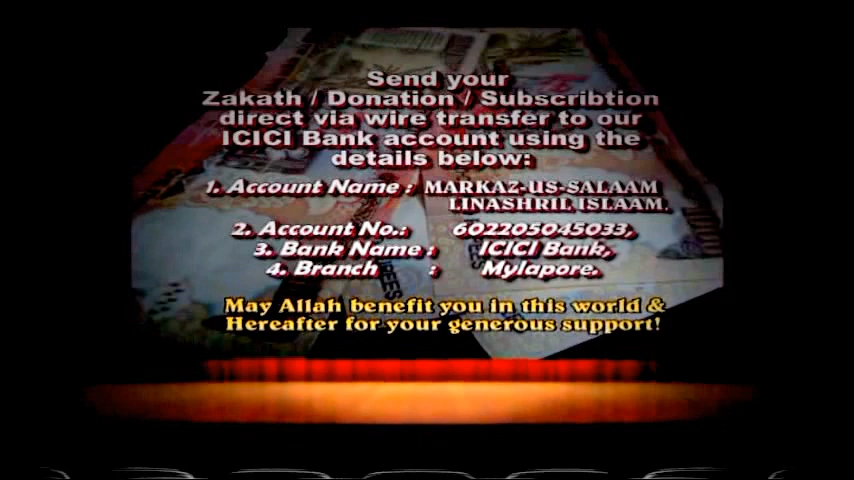 Send your
Zakath / Donation / Subscribtion
direct via wire transfer to our
ICICI Bank account using the
details below:
1. Account Name : MARKAZ-US-SALAAM
LINASHRIL ISLAAM.
2. Account No.: 602205045033,
3. Bank Name : ICICI Bank,
4. Branch : Mylapore.
May Allah benefit you in this world &
Hereafter for your generous support!